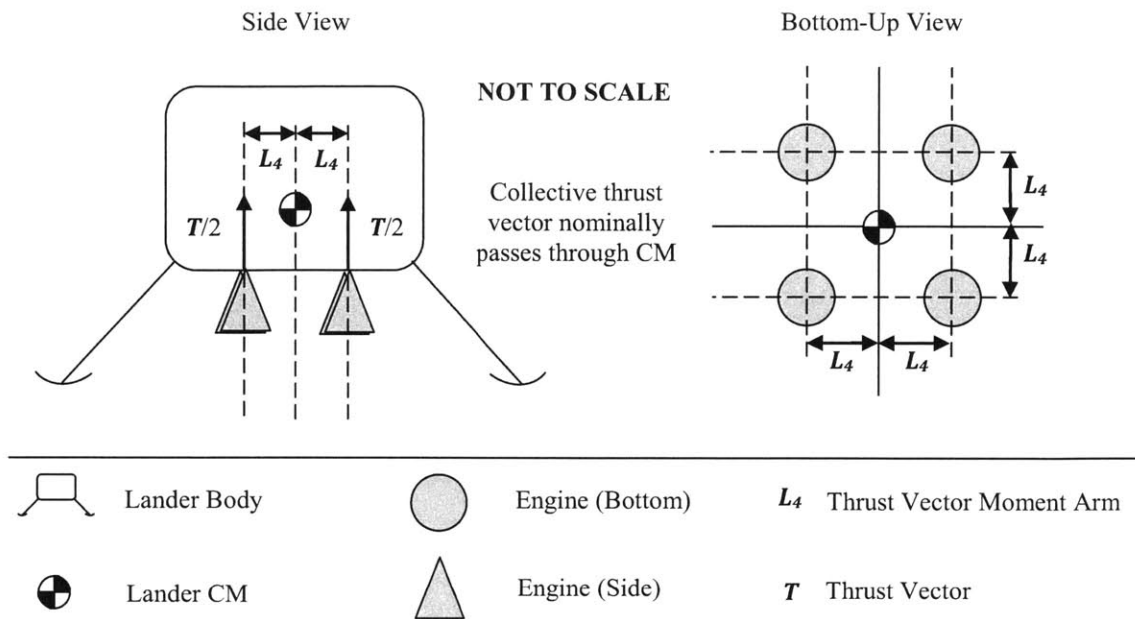 Side View
Bottom-Up View
NOT TO SCALE
L4 L4
Collective thrust
vector nominally
passes through CM
T/2 T/2
L4
L4
L4 L4
Lander Body
Engine (Bottom)
L4 Thrust Vector Moment Arm
Lander CM
Engine (Side)
T Thrust Vector